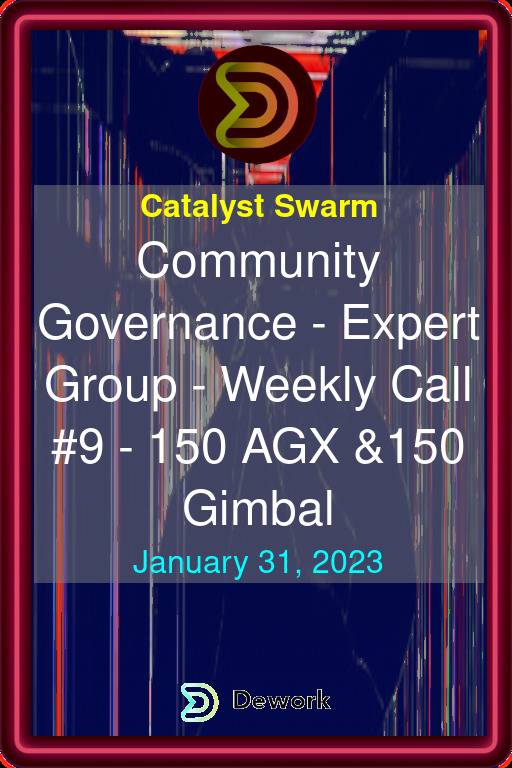 Catalyst Swarm
Community
Governance - Expert
Group - Weekly Call
#9 - 150 AGX &150
Gimbal
January 31, 2023
Dework